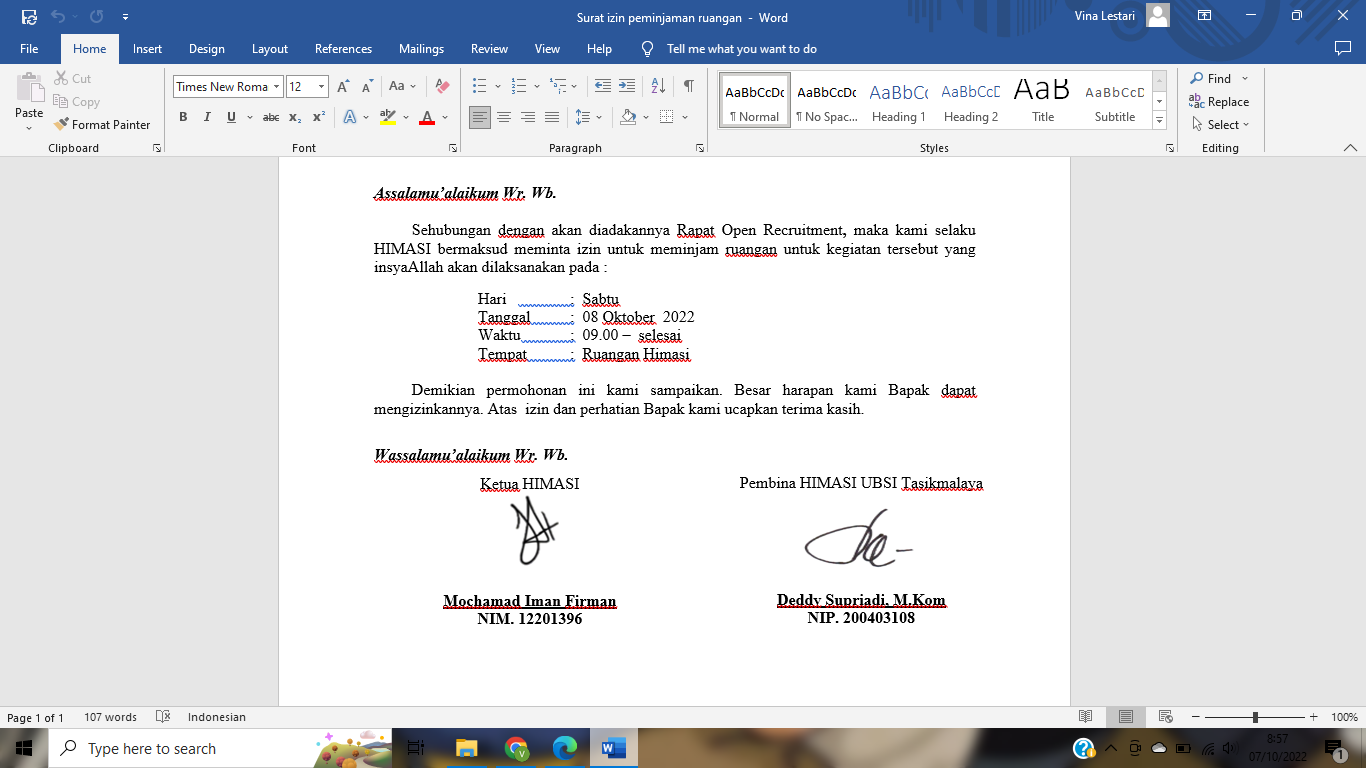 Surat izin peminjaman ruangan - Word
Vina Lestari
File Home Insert Design Layout References Mailings Review View Help Tell me what you want to do
Paste
Cut
Copy
Format Painter
Clipboard
Times New Roma 12
Font
Paragraph
AaBbCcDc AaBbCcDc AaBbCc AaBbCcD AaB AaBbCcD
¶ Normal ¶ No Spac... Heading 1 Heading 2 Title Subtitle
Styles
Find
Replace
Select
Editing
Assalamu’alaikum Wr. Wb.
Sehubungan dengan akan diadakannya Rapat Open Recruitment, maka kami selaku
HIMASI bermaksud meminta izin untuk meminjam ruangan untuk kegiatan tersebut yang
insyaAllah akan dilaksanakan pada :
Hari : Sabtu
Tanggal : 08 Oktober 2022
Waktu : 09.00 – selesai
Tempat : Ruangan Himasi
Demikian permohonan ini kami sampaikan. Besar harapan kami Bapak dapat
mengizinkannya. Atas izin dan perhatian Bapak kami ucapkan terima kasih.
Wassalamu’alaikum Wr. Wb.
Ketua HIMASI Pembina HIMASI UBSI Tasikmalaya
Mochamad Iman Firman Deddy Supriadi, M.Kom
NIM. 12201396 NIP. 200403108
Page 1 of 1 107 words Indonesian 100%
Type here to search
8:57
07/10/2022
1